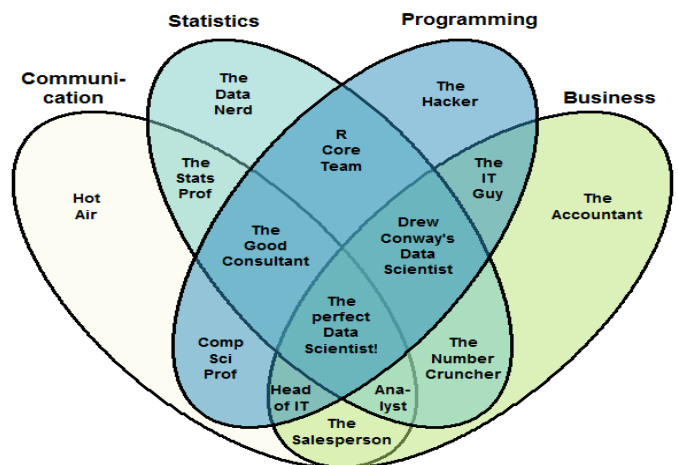 Statistics
Programming
Communi-
cation
Business
The
Data
Nerd
The
Hacker
R
Core
Team
The
Stats
Prof
The
IT
Guy
Hot
Air
The
Accountant
The
Good
Consultant
Drew
Conway's
Data
Scientist
The
perfect
Data
Scientist!
Comp
Sci
Prof
The
Number
Cruncher
Head
of IT
Ana-
lyst
The
Salesperson